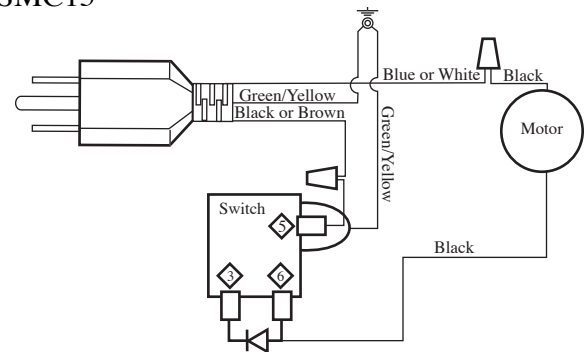 SMC15
Blue or White
Black
Green/Yellow
Black or Brown
Green/Yellow
Motor
Switch
5
3
6
Black